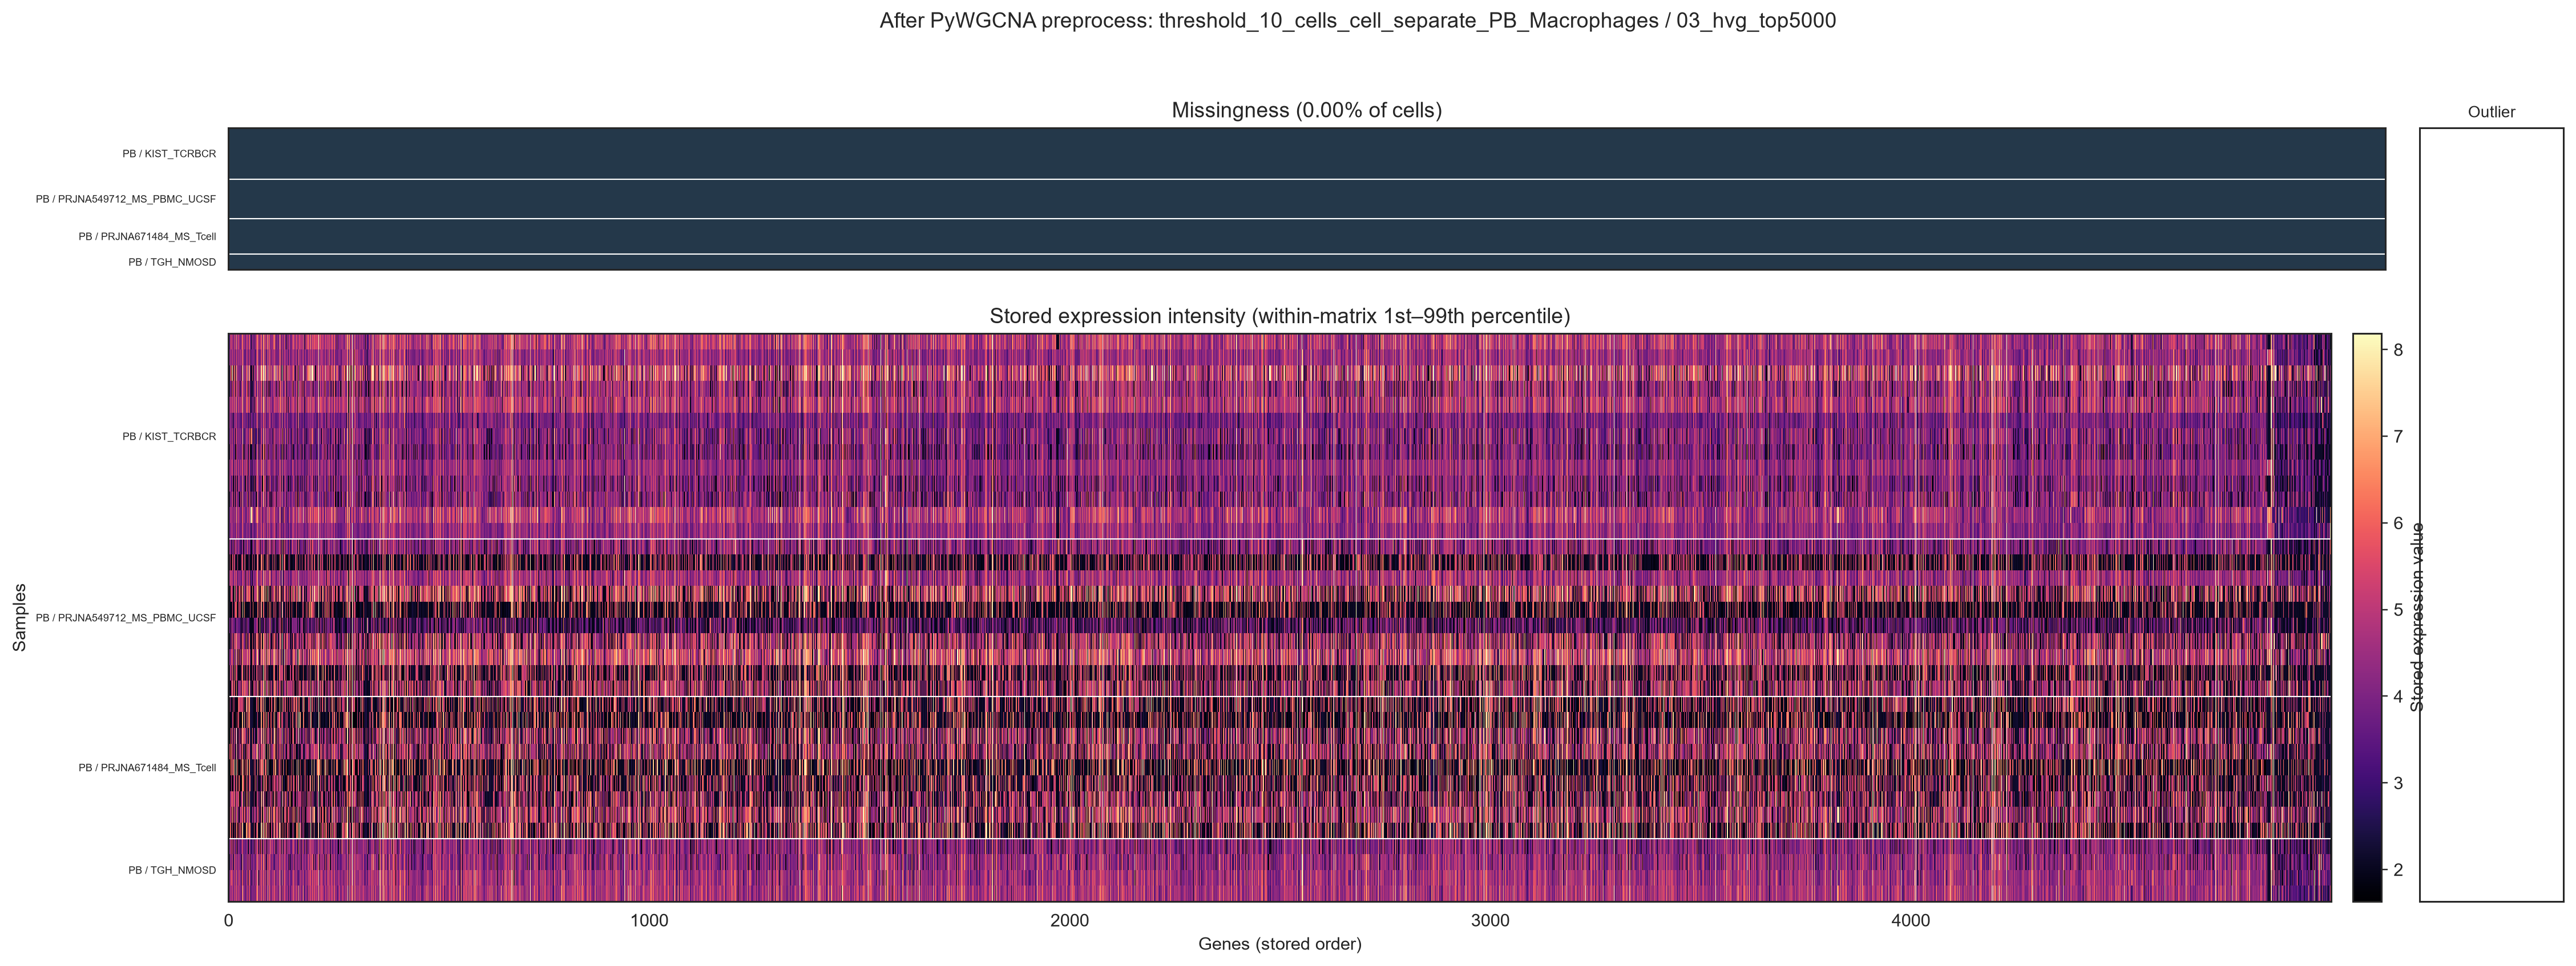 After PyWGCNA preprocess: threshold_10_cells_cell_separate_PB_Macrophages / 03_hvg_top5000
Missingness (0.00% of cells)
Outlier
PB / KIST_TCRBCR
PB / PRJNA549712_MS_PBMC_UCSF
PB / PRJNA671484_MS_Tcell
PB / TGH_NMOSD
Stored expression intensity (within-matrix 1st–99th percentile)
Samples
PB / KIST_TCRBCR
PB / PRJNA549712_MS_PBMC_UCSF
PB / PRJNA671484_MS_Tcell
PB / TGH_NMOSD
8
7
6
5
4
3
2
Stored expression value
0 1000 2000 3000 4000
Genes (stored order)